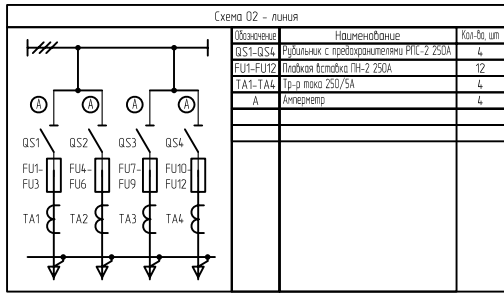 Схема 02 - линия
Обозначение Наименование Кол-во, шт
QS1-QS4 Рубильник с предохранителями РПС-2 250А 4
FU1-FU12 Плавкая вставка ПН-2 250А 12
TA1-TA4 Тр-р тока 250/5А 4
А Амперметр 4
А А А А
QS1 QS2 QS3 QS4
FU1- FU4- FU7- FU10-
FU3 FU6 FU9 FU12
TA1 TA2 TA3 TA4